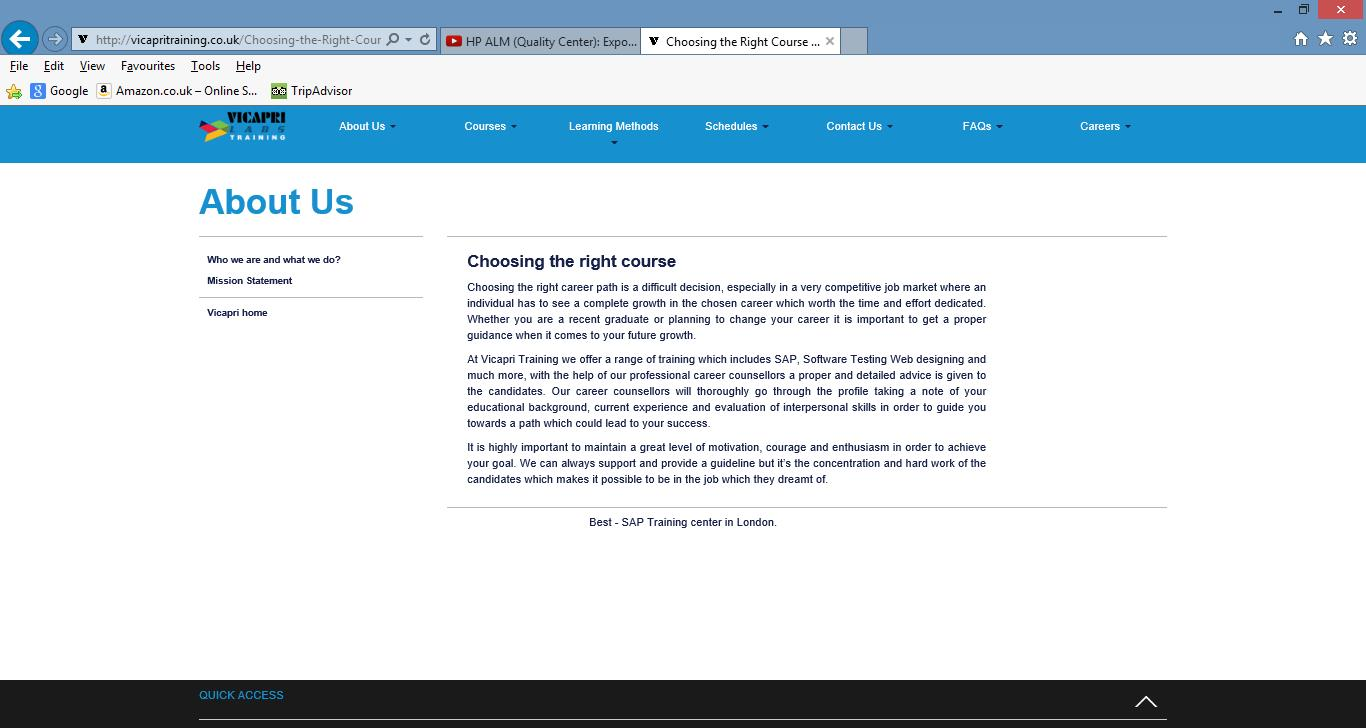 http://vicapritraining.co.uk/Choosing-the-Right-Cour
HP ALM (Quality Center): Expo...
Choosing the Right Course ...
File Edit View Favourites Tools Help
Google Amazon.co.uk – Online S... TripAdvisor
VICAPRI
LABS
TRAINING
About Us Courses Learning Methods Schedules Contact Us FAQs Careers
About Us
Who we are and what we do?
Mission Statement
Vicapri home
Choosing the right course
Choosing the right career path is a difficult decision, especially in a very competitive job market where an
individual has to see a complete growth in the chosen career which worth the time and effort dedicated.
Whether you are a recent graduate or planning to change your career it is important to get a proper
guidance when it comes to your future growth.
At Vicapri Training we offer a range of training which includes SAP, Software Testing Web designing and
much more, with the help of our professional career counsellors a proper and detailed advice is given to
the candidates. Our career counsellors will thoroughly go through the profile taking a note of your
educational background, current experience and evaluation of interpersonal skills in order to guide you
towards a path which could lead to your success.
It is highly important to maintain a great level of motivation, courage and enthusiasm in order to achieve
your goal. We can always support and provide a guideline but it's the concentration and hard work of the
candidates which makes it possible to be in the job which they dreamt of.
Best - SAP Training center in London.
QUICK ACCESS